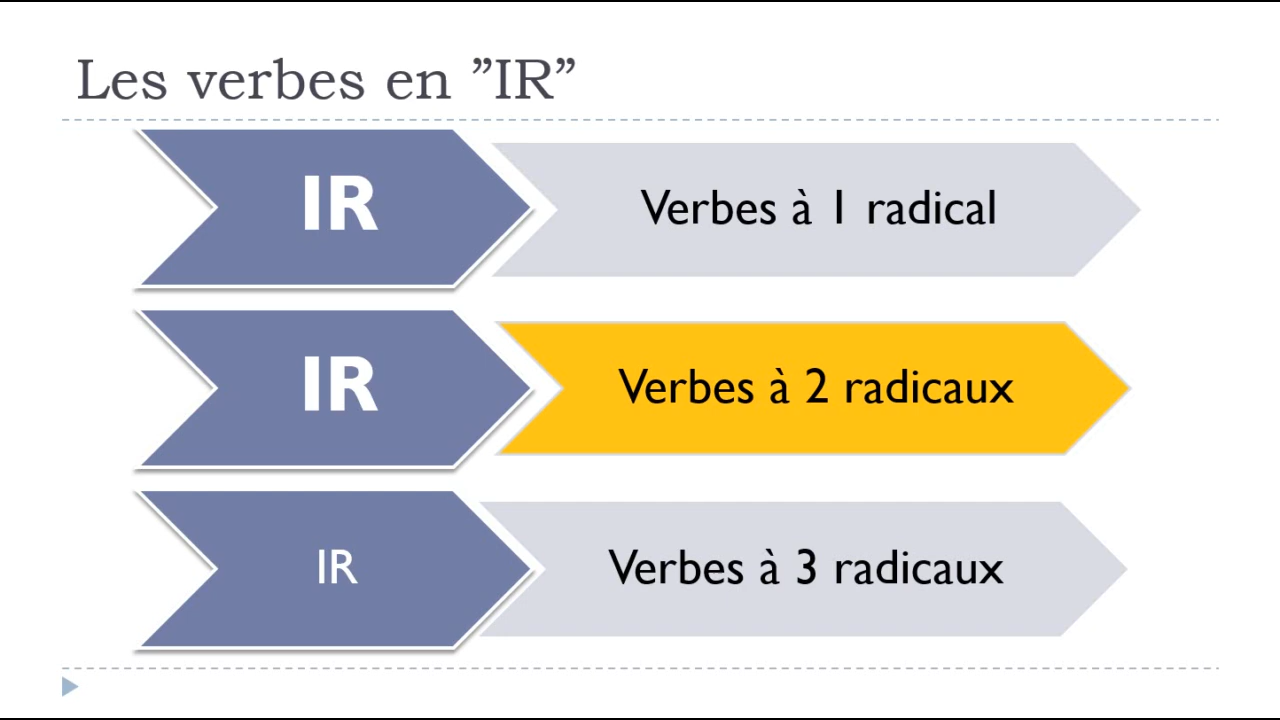 Les verbes en ”IR”
IR
Verbes à 1 radical
IR
Verbes à 2 radicaux
IR
Verbes à 3 radicaux